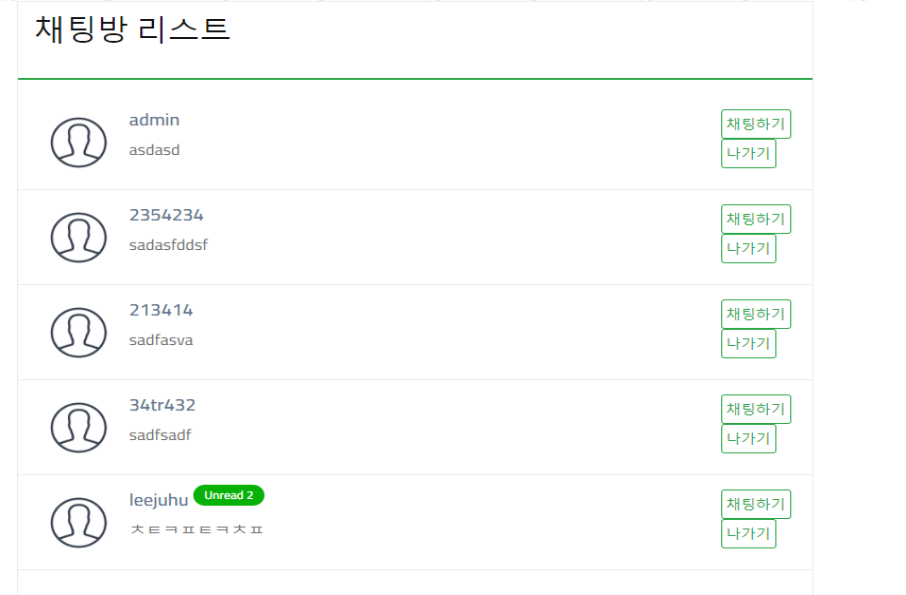 채팅방 리스트
admin
asdasd
채팅하기
나가기
2354234
sadasfddsf
채팅하기
나가기
213414
sadfasva
채팅하기
나가기
34tr432
sadfsadf
채팅하기
나가기
leejuhu Unread 2
ㅊㅌㅋㅍㅌㅋㅊㅍ
채팅하기
나가기